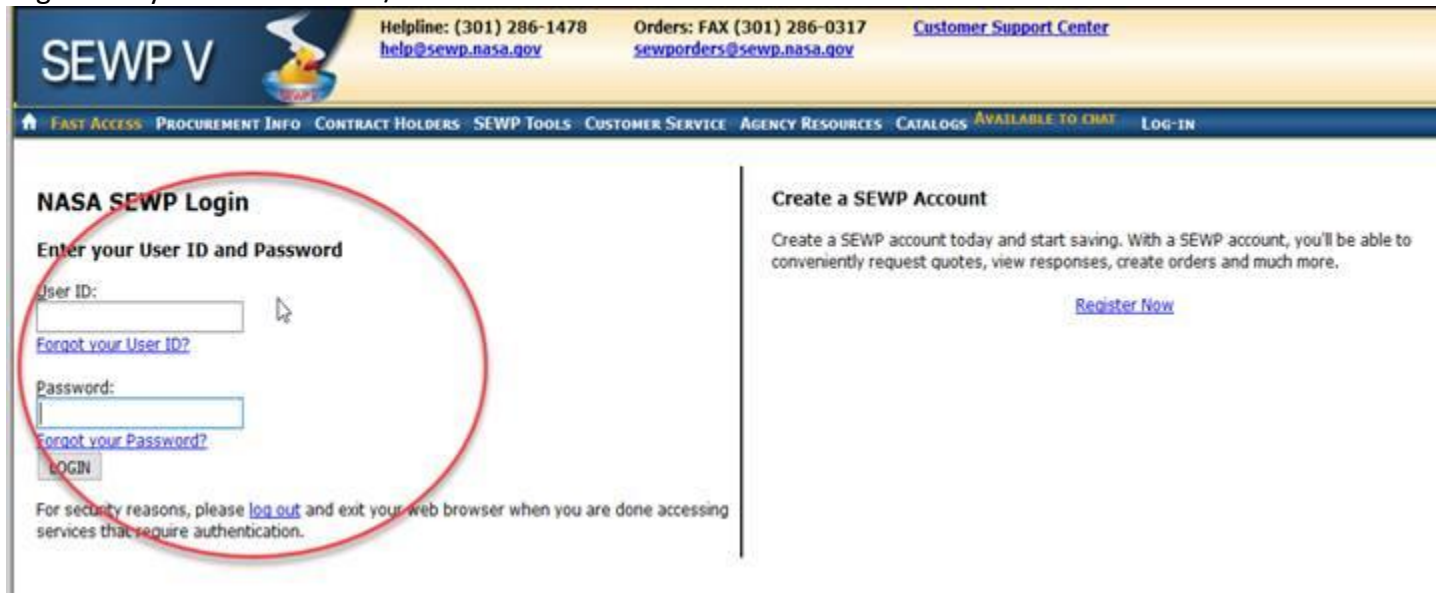 SEWP V
Helpline: (301) 286-1478
help@sewp.nasa.gov
Orders: FAX (301) 286-0317
sewporders@sewp.nasa.gov
Customer Support Center
FAST ACCESS PROCUREMENT INFO CONTRACT HOLDERS SEWP TOOLS CUSTOMER SERVICE AGENCY RESOURCES CATALOGS AVAILABLE TO CHAT LOG-IN
NASA SEWP Login
Enter your User ID and Password
User ID:
Forgot your User ID?
Password:
Forgot your Password?
LOGIN
For security reasons, please log out and exit your web browser when you are done accessing
services that require authentication.
Create a SEWP Account
Create a SEWP account today and start saving. With a SEWP account, you'll be able to
conveniently request quotes, view responses, create orders and much more.
Register Now